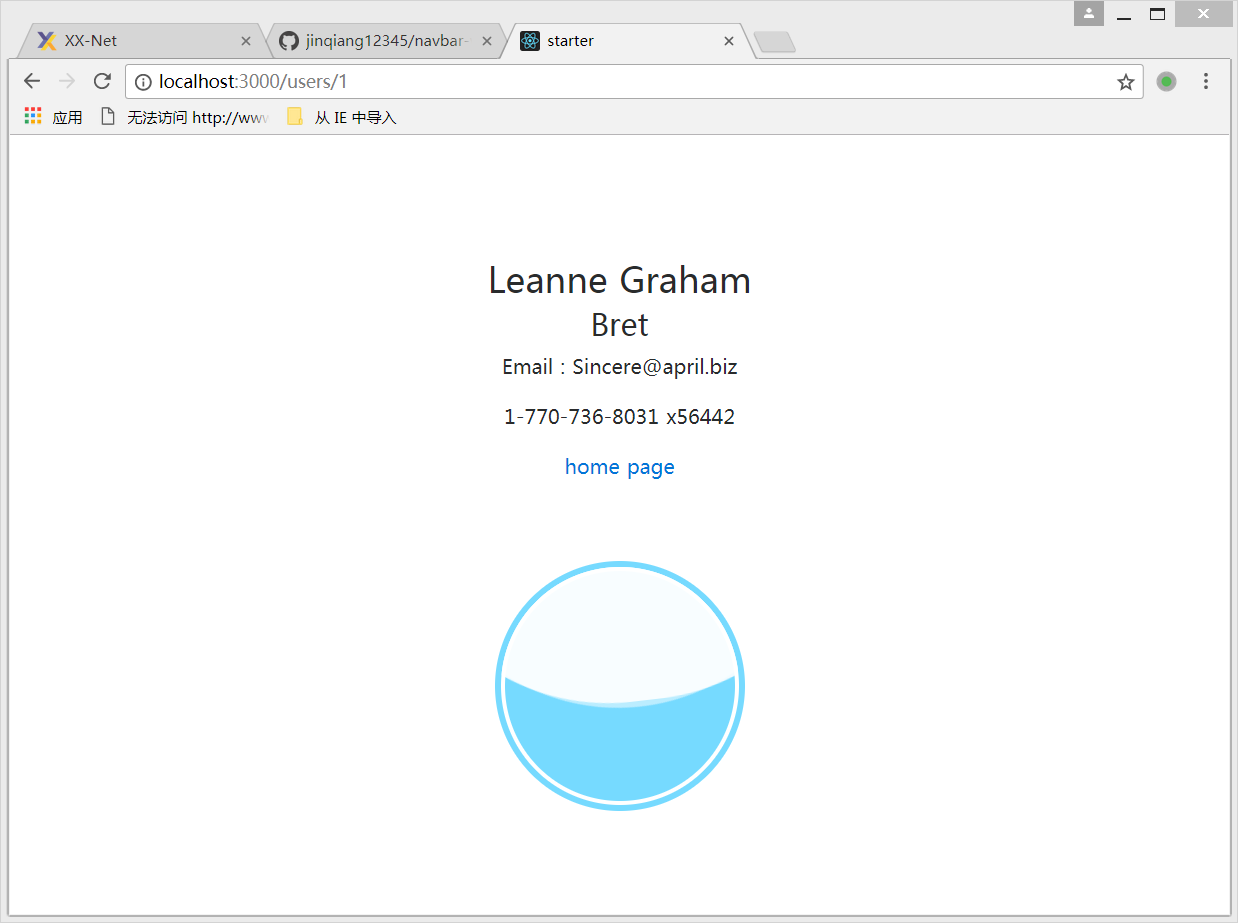 XX-Net
jinqiang12345/navbar-
starter
localhost:3000/users/1
应用
无法访问 http://www
从 IE 中导入
Leanne Graham
Bret
Email : Sincere@april.biz
1-770-736-8031 x56442
home page